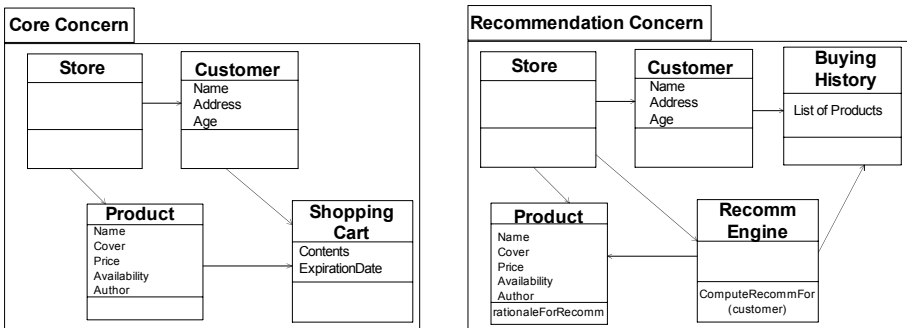 Core Concern
Store
Customer
Name
Address
Age
Product
Name
Cover
Price
Availability
Author
Shopping
Cart
Contents
ExpirationDate
Recommendation Concern
Store
Customer
Name
Address
Age
Buying
History
List of Products
Product
Name
Cover
Price
Availability
Author
rationaleForRecomm
Recomm
Engine
ComputeRecommFor
(customer)